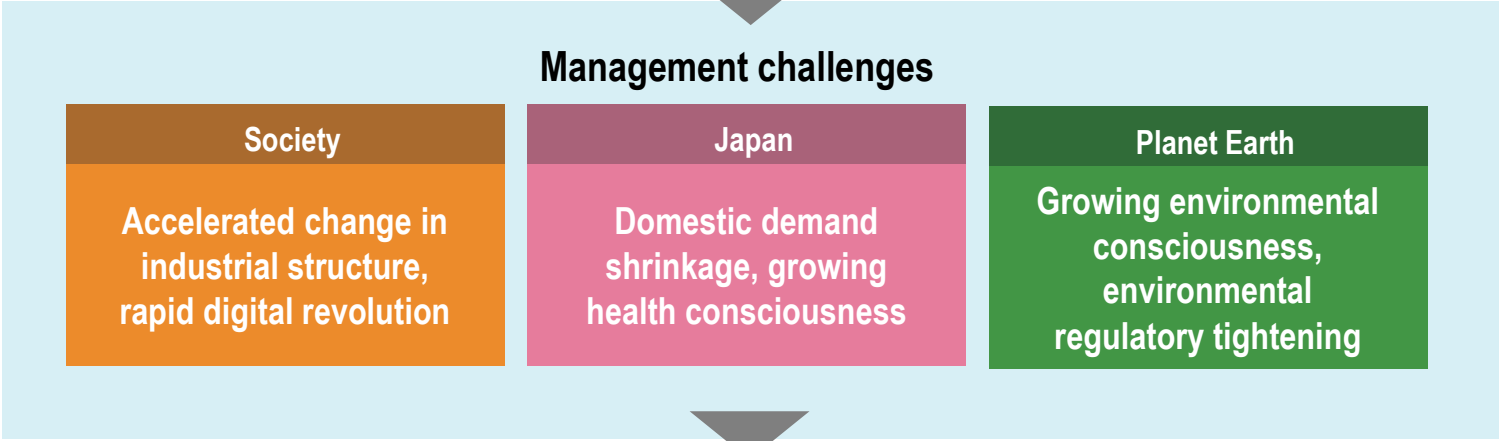 Management challenges
Society
Accelerated change in
industrial structure,
rapid digital revolution
Japan
Domestic demand
shrinkage, growing
health consciousness
Planet Earth
Growing environmental
consciousness,
environmental
regulatory tightening